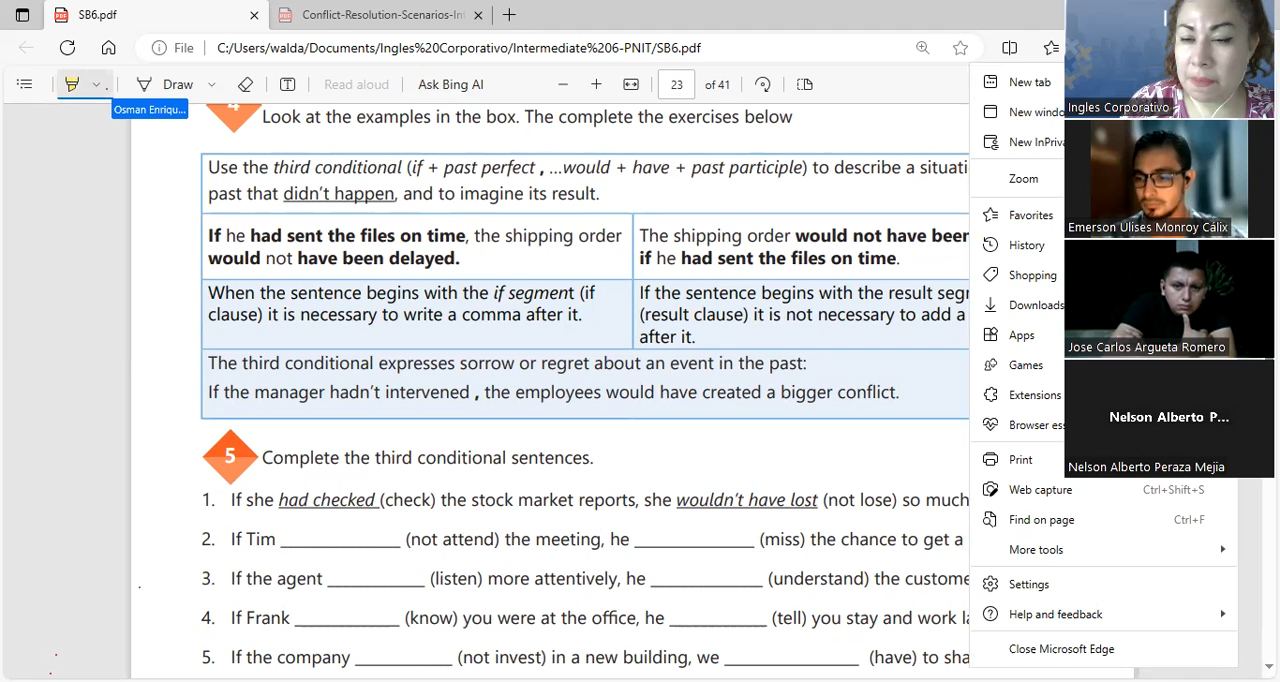 SB6.pdf
Conflict-Resolution-Scenarios-In
File C:/Users/walda/Documents/Ingles%20Corporativo/Intermediate%206-PNIT/SB6.pdf
Draw
Read aloud
Ask Bing AI
23 of 41
Osman Enriqu...
4
Look at the examples in the box. The complete the exercises below
Use the third conditional (if + past perfect , ...would + have + past participle) to describe a situati
past that didn't happen, and to imagine its result.
If he had sent the files on time, the shipping order
would not have been delayed.
The shipping order would not have been
if he had sent the files on time.
When the sentence begins with the if segment (if
clause) it is necessary to write a comma after it.
If the sentence begins with the result seg
(result clause) it is not necessary to add a
after it.
The third conditional expresses sorrow or regret about an event in the past:
If the manager hadn't intervened , the employees would have created a bigger conflict.
5
Complete the third conditional sentences.
1. If she had checked (check) the stock market reports, she wouldn't have lost (not lose) so much
2. If Tim ____________ (not attend) the meeting, he ____________ (miss) the chance to get a
3. If the agent __________ (listen) more attentively, he ___________ (understand) the custome
4. If Frank ___________ (know) you were at the office, he __________ (tell) you stay and work la
5. If the company __________ (not invest) in a new building, we ______________ (have) to sha
New tab
New windo
New InPriva
Zoom
Favorites
History
Shopping
Downloads
Apps
Games
Extensions
Browser ess
Print
Web capture Ctrl+Shift+S
Find on page Ctrl+F
More tools
Settings
Help and feedback
Close Microsoft Edge
Ingles Corporativo
Emerson Ulises Monroy Cálix
Jose Carlos Argueta Romero
Nelson Alberto P...
Nelson Alberto Peraza Mejia